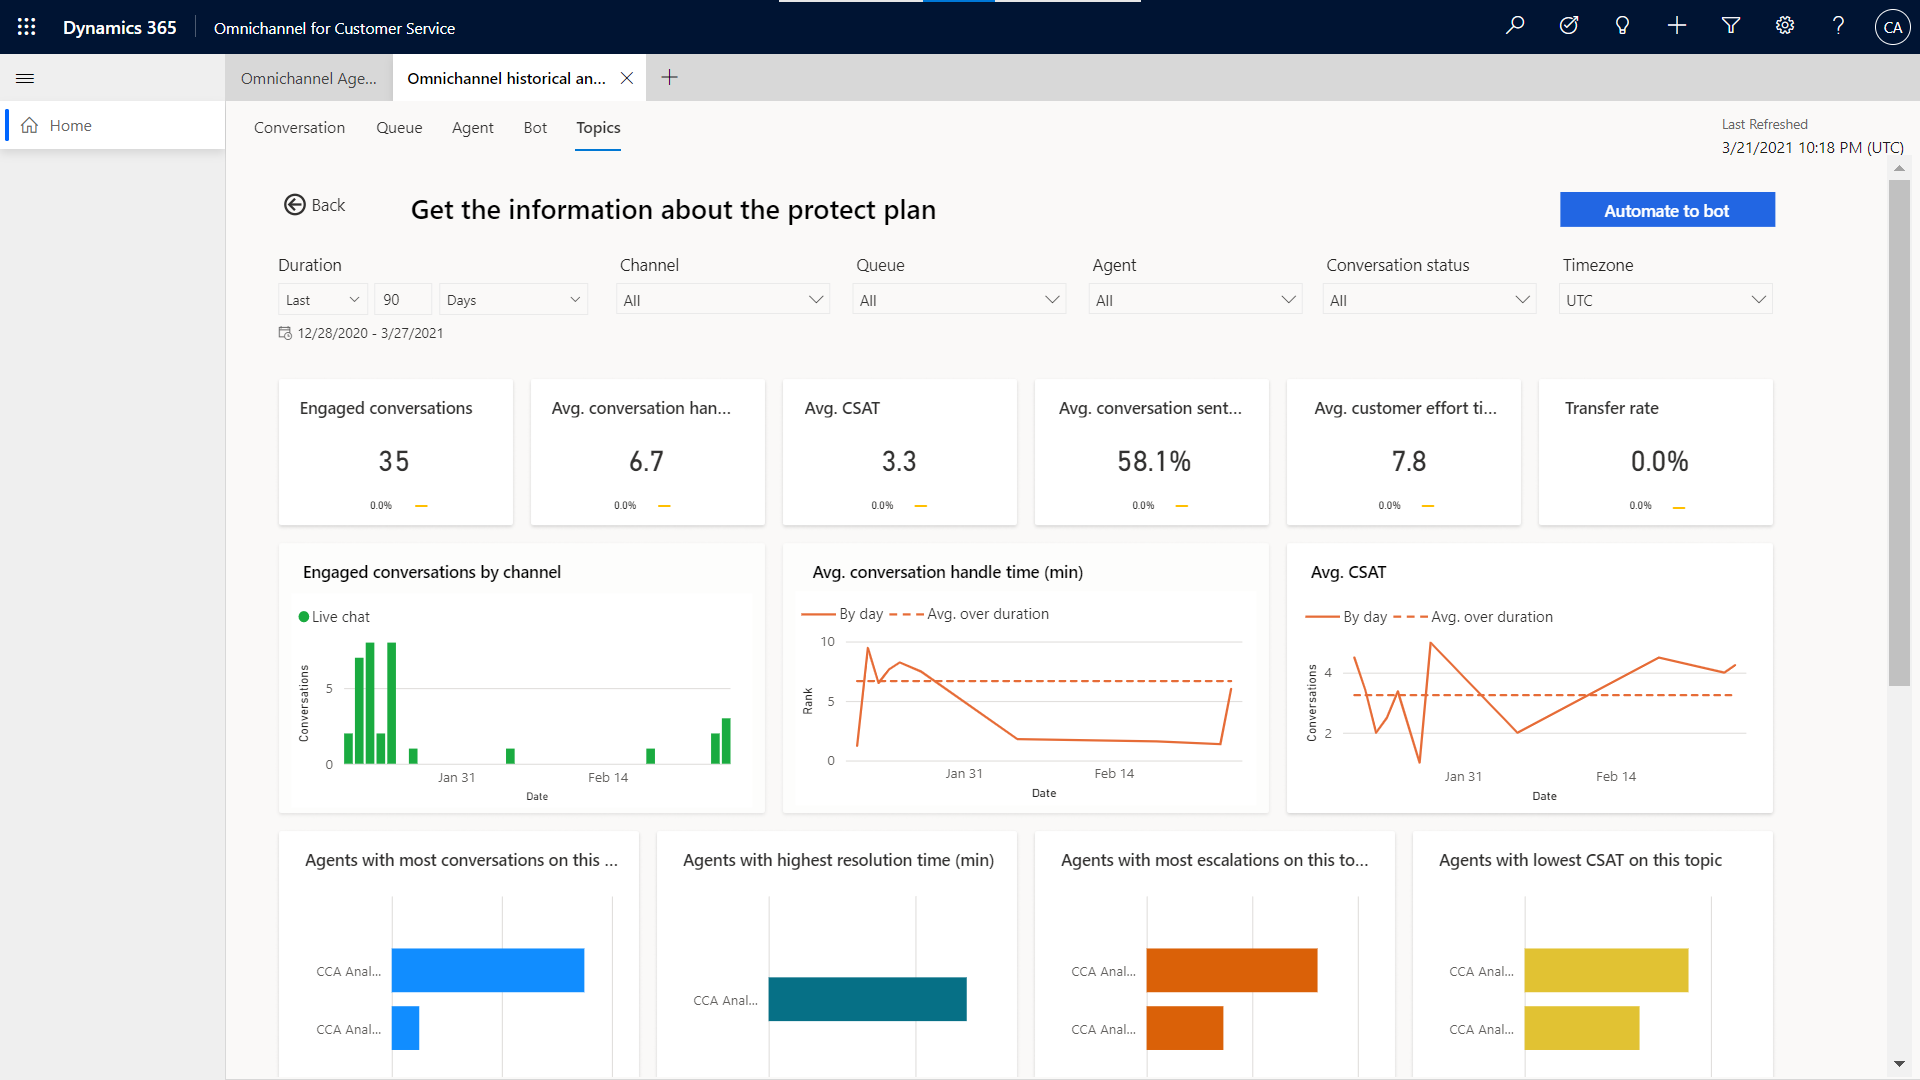 Dynamics 365
Omnichannel for Customer Service
CA
Omnichannel Age...
Omnichannel historical an...
Home
Conversation
Queue
Agent
Bot
Topics
Last Refreshed
3/21/2021 10:18 PM (UTC)
Back
Get the information about the protect plan
Automate to bot
Duration
Channel
Queue
Agent
Conversation status
Timezone
Last
90
Days
All
All
All
All
UTC
12/28/2020 - 3/27/2021
Engaged conversations
35
0.0%
Avg. conversation han...
6.7
0.0%
Avg. CSAT
3.3
0.0%
Avg. conversation sent...
58.1%
0.0%
Avg. customer effort ti...
7.8
0.0%
Transfer rate
0.0%
0.0%
Engaged conversations by channel
Live chat
Conversations
5
0
Jan 31
Feb 14
Date
Avg. conversation handle time (min)
By day
Avg. over duration
Rank
10
5
0
Jan 31
Feb 14
Date
Avg. CSAT
By day
Avg. over duration
Conversations
4
2
Jan 31
Feb 14
Date
Agents with most conversations on this ...
CCA Anal...
CCA Anal...
Agents with highest resolution time (min)
CCA Anal...
Agents with most escalations on this to...
CCA Anal...
CCA Anal...
Agents with lowest CSAT on this topic
CCA Anal...
CCA Anal...